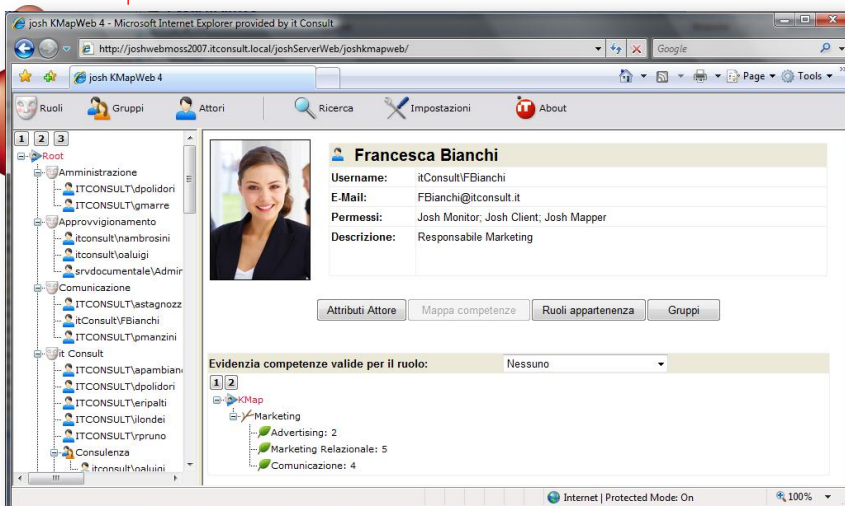 josh KMapWeb 4 - Microsoft Internet Explorer provided by it Consult
http://joshwebmoss2007.itconsult.local/joshServerWeb/joshkmapweb/
Google
josh KMapWeb 4
Page
Tools
Ruoli
Gruppi
Attori
Ricerca
Impostazioni
About
1 2 3
Root
Amministrazione
ITCONSULT\dpolidori
ITCONSULT\gmarre
Approvvigionamento
itconsult\nambrosini
itconsult\oaluigi
srvdocumentale\Admir
Comunicazione
ITCONSULT\astagnozz
itConsult\FBianchi
ITCONSULT\pmanzini
it Consult
ITCONSULT\apambian
ITCONSULT\dpolidori
ITCONSULT\eripalti
ITCONSULT\ilondei
ITCONSULT\rpruno
Consulenza
itconsult\oaluigi
Francesca Bianchi
Username: itConsult\FBianchi
E-Mail: FBianchi@itconsult.it
Permessi: Josh Monitor; Josh Client; Josh Mapper
Descrizione: Responsabile Marketing
Attributi Attore
Mappa competenze
Ruoli appartenenza
Gruppi
Evidenzia competenze valide per il ruolo: Nessuno
1 2
KMap
Marketing
Advertising: 2
Marketing Relazionale: 5
Comunicazione: 4
Internet | Protected Mode: On
100%